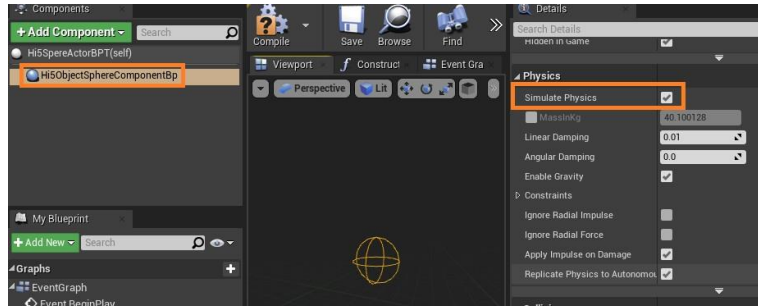 Components
+ Add Component
Search
Hi5SpereActorBPT(self)
Hi5ObjectSphereComponentBp
My Blueprint
+ Add New
Search
Graphs
EventGraph
Event BeginPlay
Compile
Save
Browse
Find
Viewport
Construct
Event Gra
Perspective
Lit
Details
Search Details
Hidden in Game
Physics
Simulate Physics
MassInKg
40.100128
Linear Damping
0.01
Angular Damping
0.0
Enable Gravity
Constraints
Ignore Radial Impulse
Ignore Radial Force
Apply Impulse on Damage
Replicate Physics to Autonomou